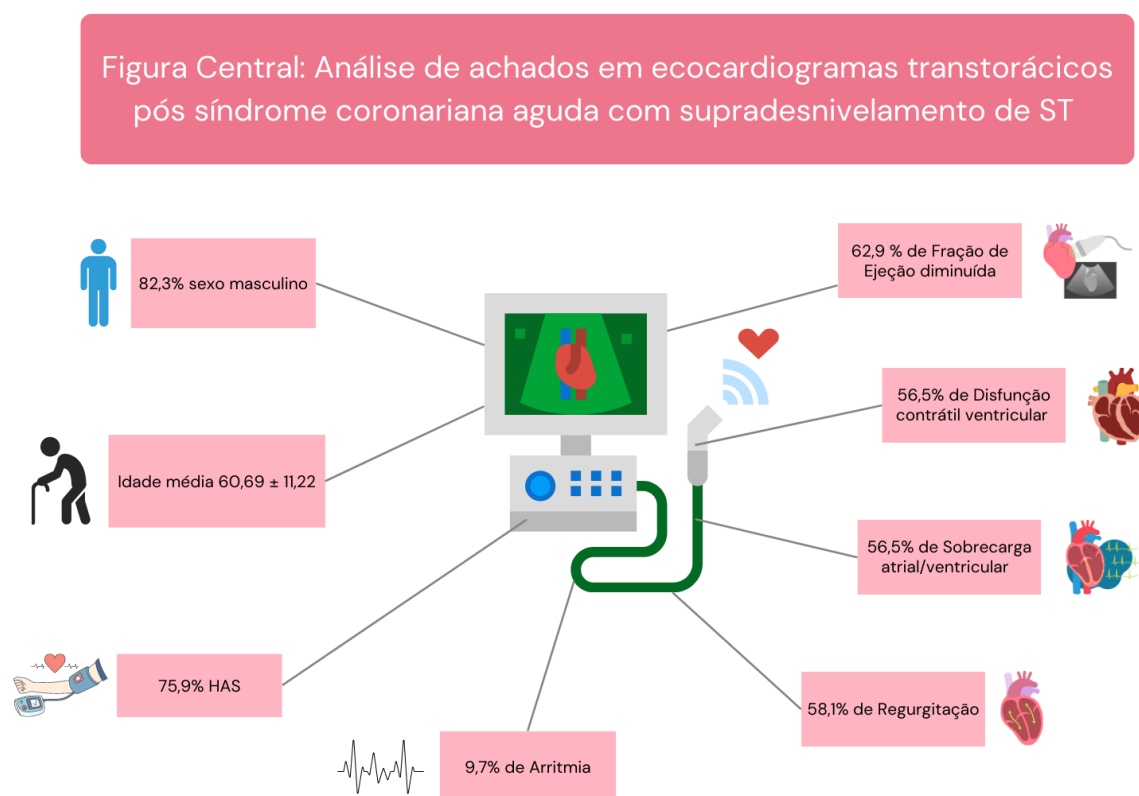 Figura Central: Análise de achados em ecocardiogramas transtorácicos
pós síndrome coronariana aguda com supradesnivelamento de ST
82,3% sexo masculino
62,9 % de Fração de
Ejeção diminuída
56,5% de Disfunção
contrátil ventricular
Idade média 60,69 ± 11,22
56,5% de Sobrecarga
atrial/ventricular
75,9% HAS
58,1% de Regurgitação
9,7% de Arritmia